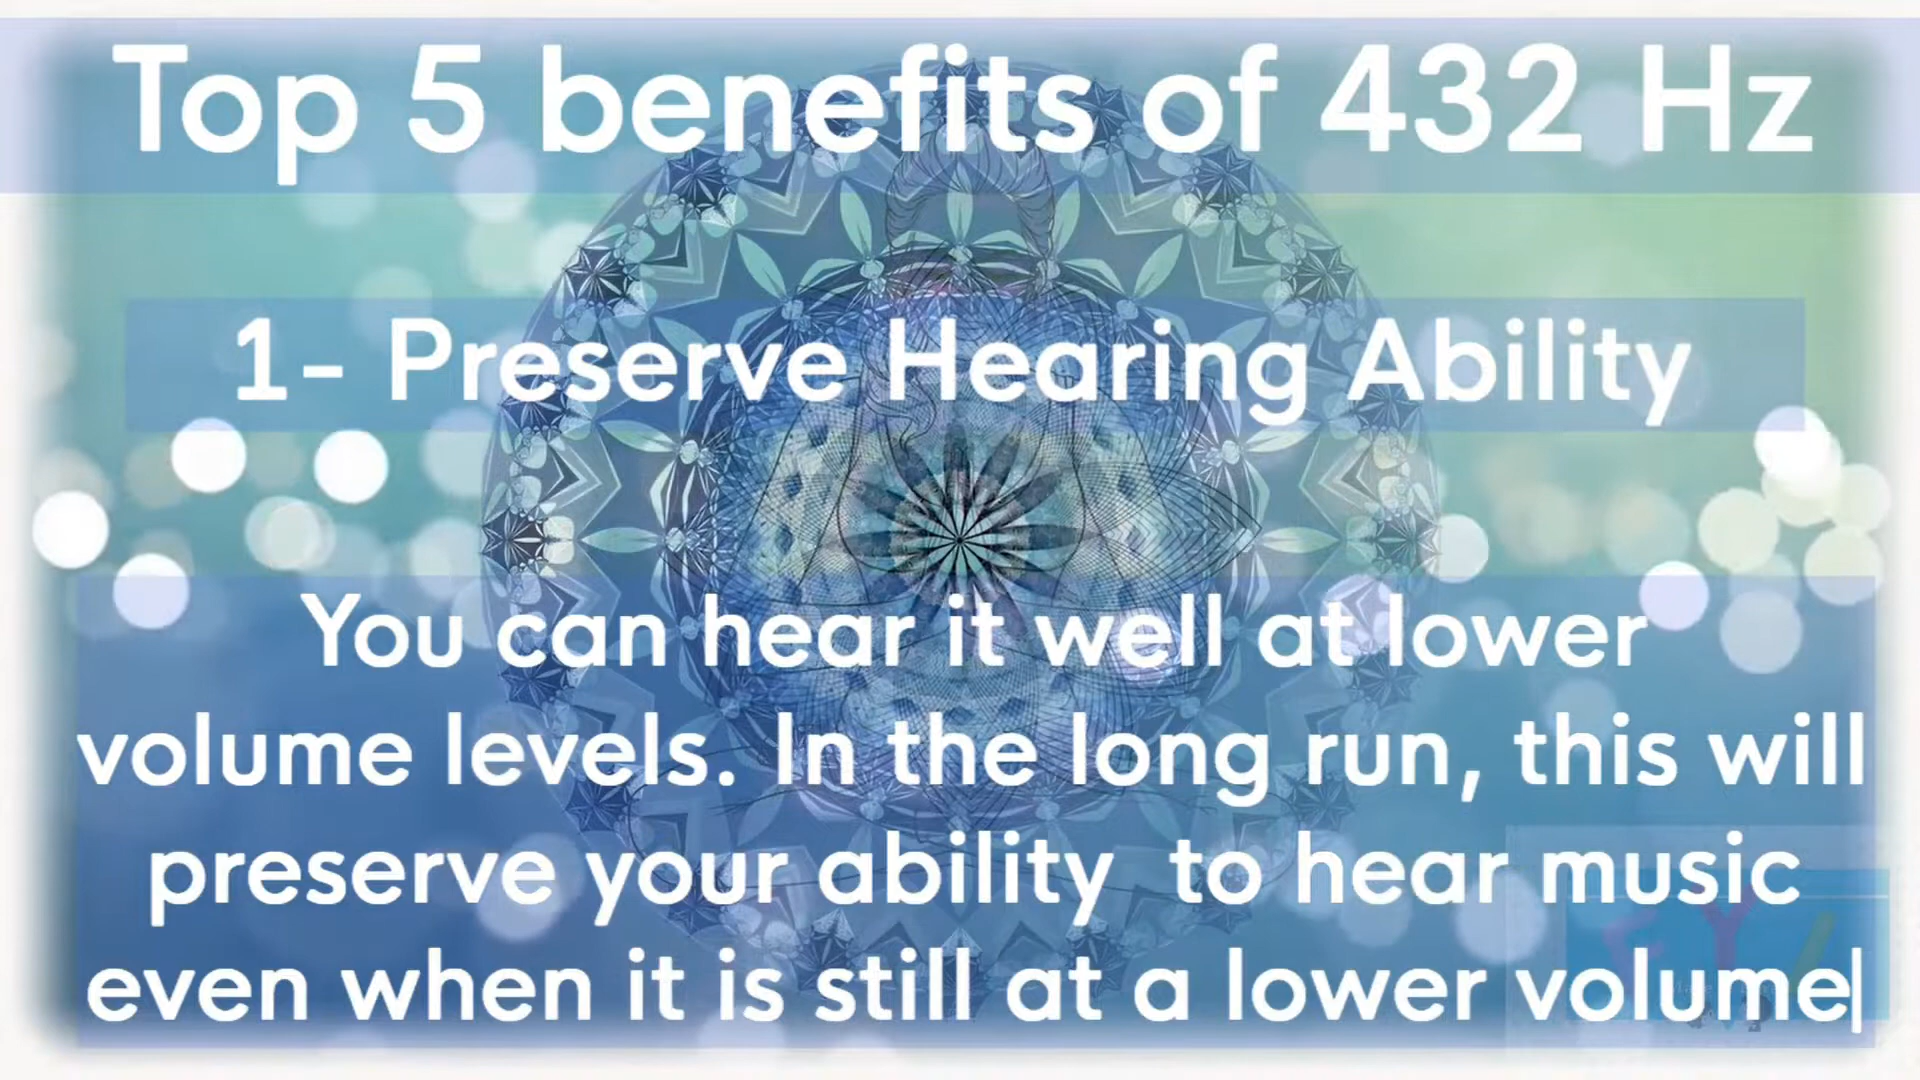 Top 5 benefits of 432 Hz
1- Preserve Hearing Ability
You can hear it well at lower
volume levels. In the long run, this will
preserve your ability  to hear music
even when it is still at a lower volume